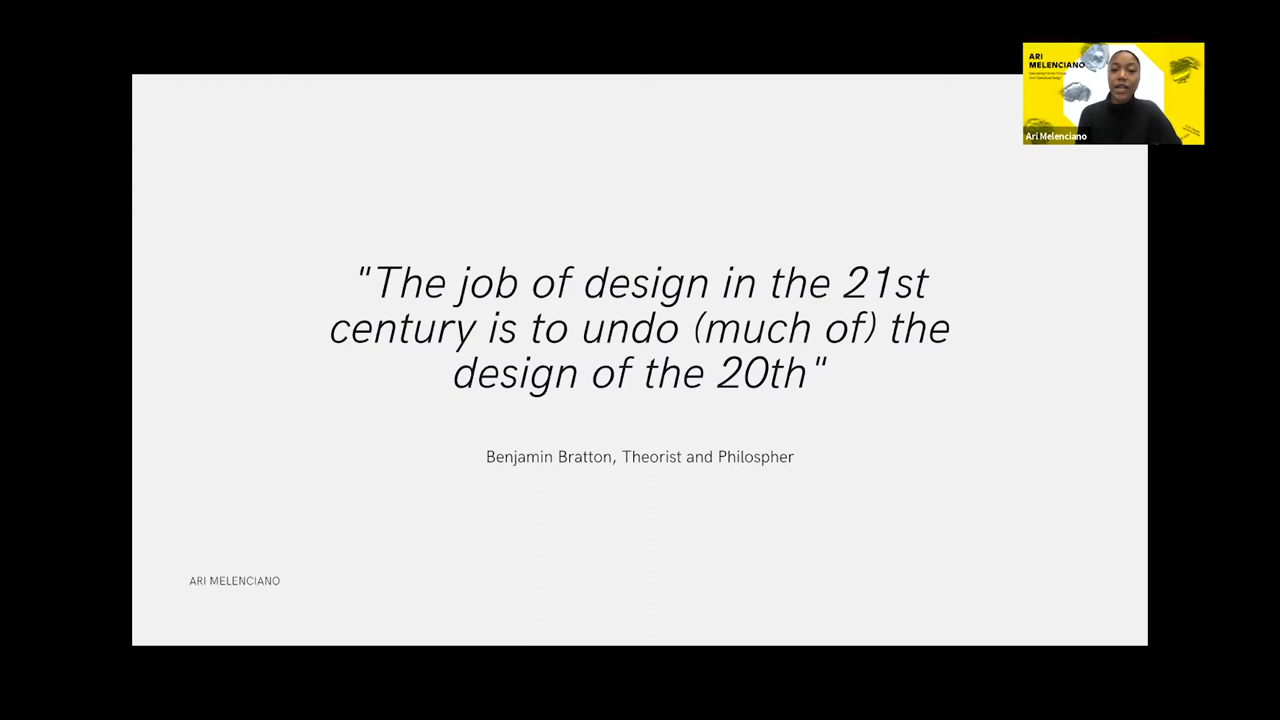 ARI
MELENCIANO
Ari Melenciano
"The job of design in the 21st
century is to undo (much of) the
design of the 20th"
Benjamin Bratton, Theorist and Philospher
ARI MELENCIANO